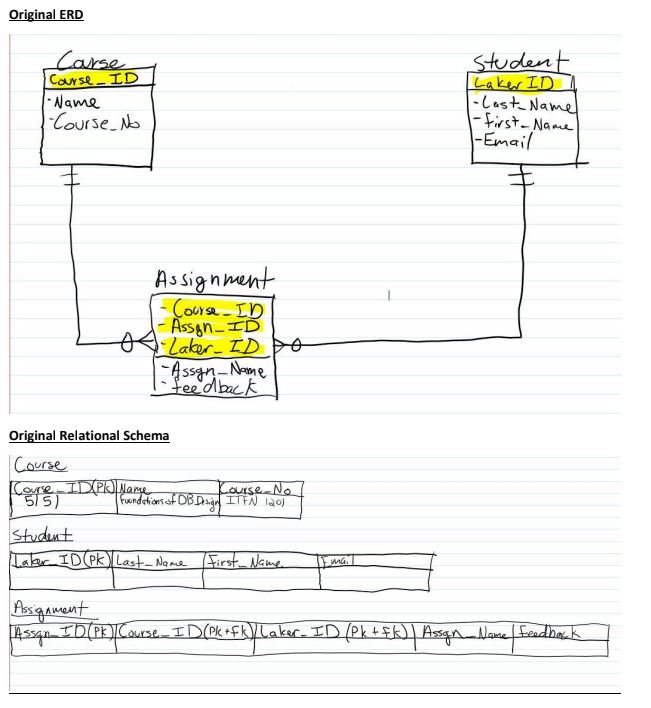 Original ERD
Course
Course_ID
- Name
- Course_No
Student
Laker ID
- Last_Name
- First_Name
- Email
Assignment
- Course_ID
- Assgn_ID
- Laker_ID
- Assgn_Name
- feedback
Original Relational Schema
Course
Course_ID(PK) Name Course_No
5151 Foundations of DB Design ITFN 1201
Student
Laker_ID(PK) Last_Name First_Name Email
Assignment
Assgn_ID(PK) Course_ID(PK+FK) Laker_ID (PK+FK) Assgn_Name feedback